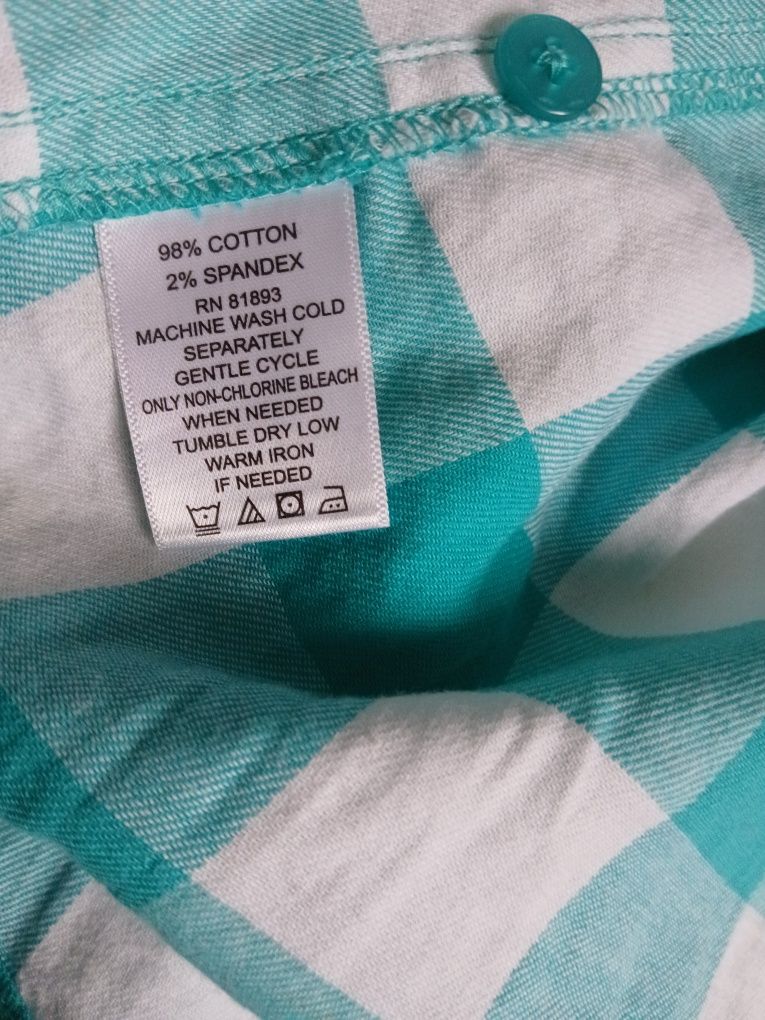 98% COTTON
2% SPANDEX
RN 81893
MACHINE WASH COLD
SEPARATELY
GENTLE CYCLE
ONLY NON-CHLORINE BLEACH
WHEN NEEDED
TUMBLE DRY LOW
WARM IRON
IF NEEDED